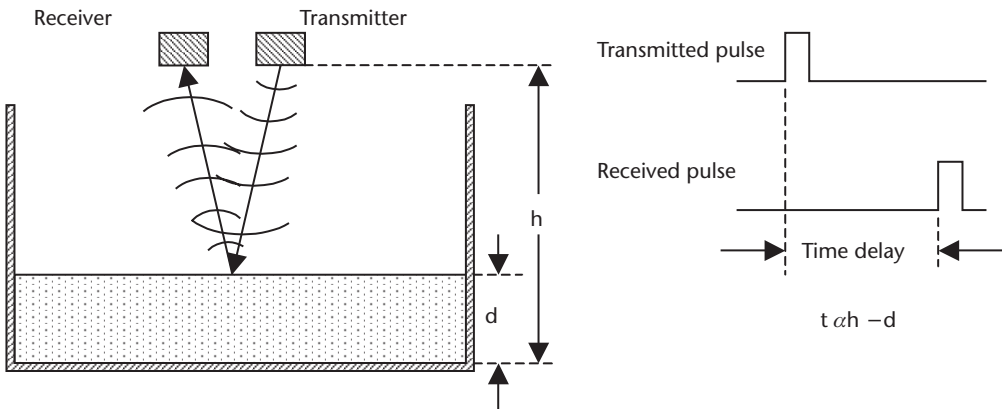 Receiver
Transmitter
h
d
Transmitted pulse
Received pulse
Time delay
t αh −d